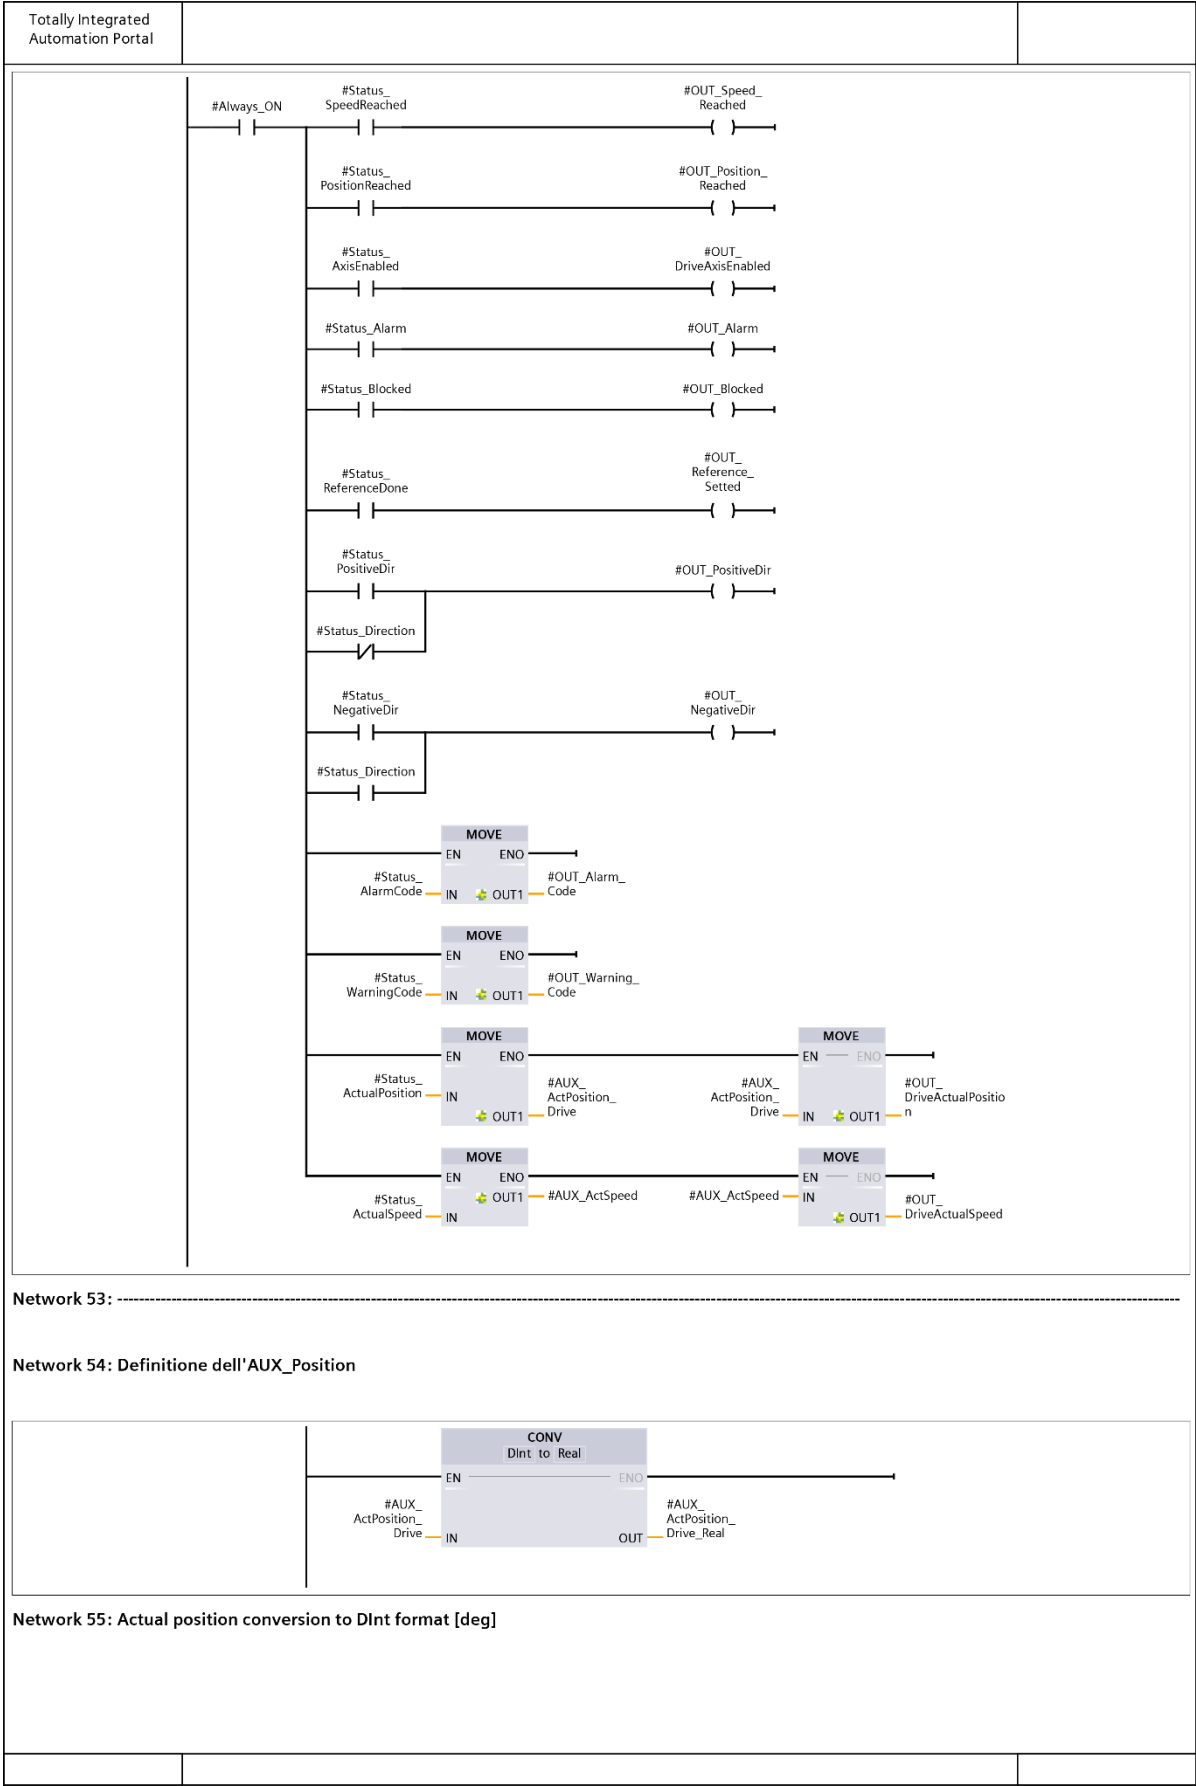 Totally Integrated
Automation Portal
#Always_ON
#Status_
SpeedReached
#OUT_Speed_
Reached
#Status_
PositionReached
#OUT_Position_
Reached
#Status_
AxisEnabled
#OUT_
DriveAxisEnabled
#Status_Alarm
#OUT_Alarm
#Status_Blocked
#OUT_Blocked
#Status_
ReferenceDone
#OUT_
Reference_
Setted
#Status_
PositiveDir
#OUT_PositiveDir
#Status_Direction
#Status_
NegativeDir
#OUT_
NegativeDir
#Status_Direction
MOVE
EN ENO
#Status_
AlarmCode
IN OUT1
#OUT_Alarm_
Code
MOVE
EN ENO
#Status_
WarningCode
IN OUT1
#OUT_Warning_
Code
MOVE
EN ENO
#Status_
ActualPosition
IN
OUT1
#AUX_
ActPosition_
Drive
MOVE
EN ENO
#AUX_
ActPosition_
Drive
IN OUT1
#OUT_
DriveActualPositio
n
MOVE
EN ENO
OUT1
#AUX_ActSpeed
#Status_
ActualSpeed
IN
MOVE
EN ENO
#AUX_ActSpeed
IN
OUT1
#OUT_
DriveActualSpeed
Network 53: ------------------------------------------------------------------------------------------------------------------------
Network 54: Definitione dell'AUX_Position
CONV
DInt to Real
EN ENO
#AUX_
ActPosition_
Drive
IN OUT
#AUX_
ActPosition_
Drive_Real
Network 55: Actual position conversion to DInt format [deg]